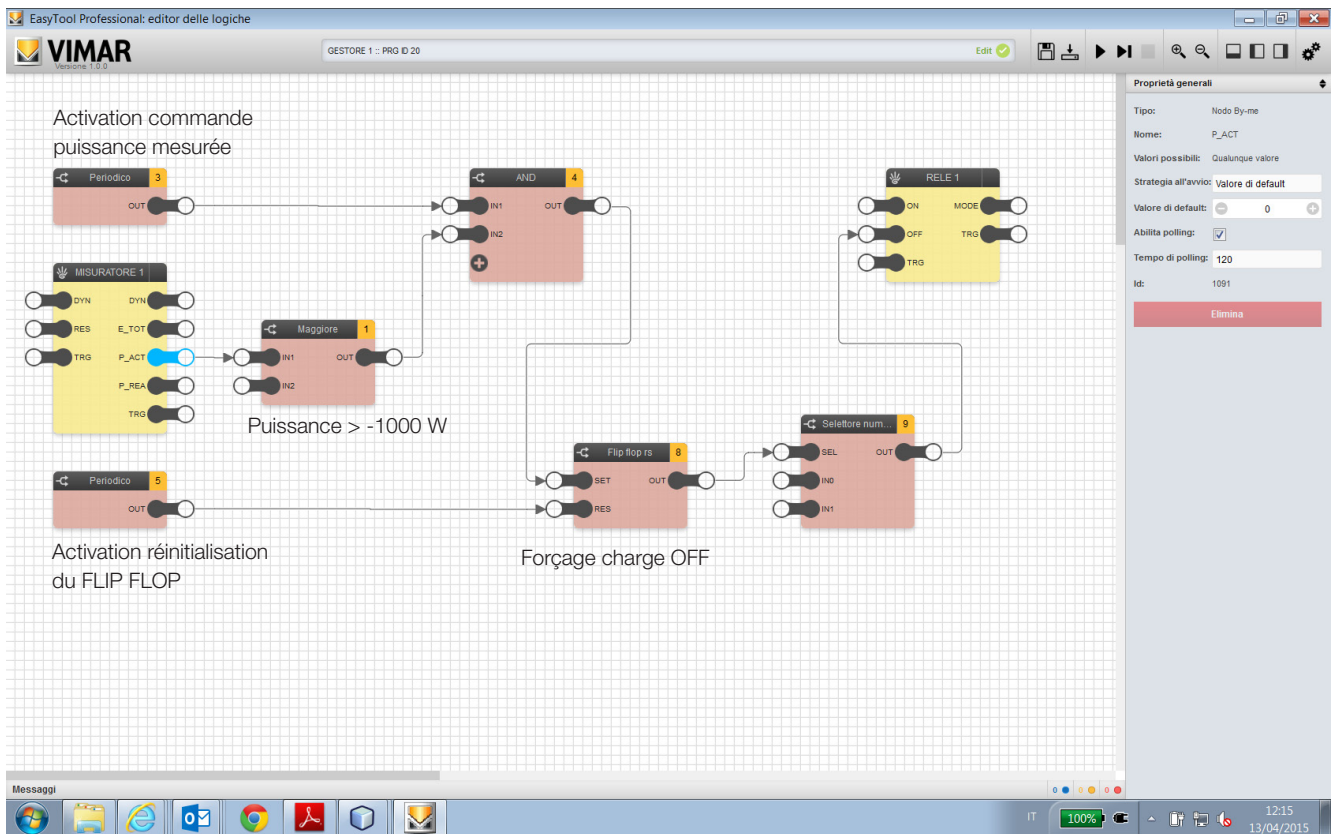 EasyTool Professional: editor delle logiche
VIMAR
Versione 1.0.0
GESTORE 1 :: PRG ID 20
Edit
Activation commande
puissance mesurée
Periodico 3
OUT
MISURATORE 1
DYN DYN
RES E_TOT
TRG P_ACT
P_REA
TRG
Maggiore 1
IN1 OUT
IN2
Puissance > -1000 W
Periodico 5
OUT
Activation réinitialisation
du FLIP FLOP
AND 4
IN1 OUT
IN2
Flip flop rs 8
SET OUT
RES
Forçage charge OFF
RELE 1
ON MODE
OFF TRG
TRG
Selettore num... 9
SEL OUT
IN0
IN1
Proprietà generali
Tipo: Nodo By-me
Nome: P_ACT
Valori possibili: Qualunque valore
Strategia all'avvio: Valore di default
Valore di default: 0
Abilita polling:
Tempo di polling: 120
Id: 1091
Elimina
Messaggi
0 0 0
IT
100%
12:15
13/04/2015